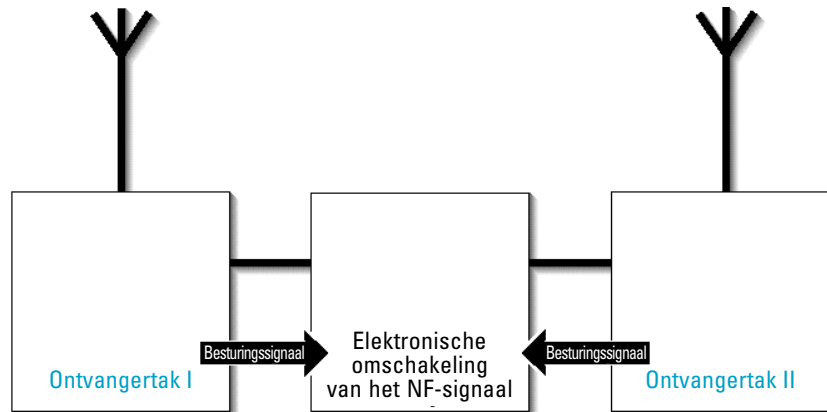 Besturingssignaal
Besturingssignaal
Elektronische
omschakeling
van het NF-signaal
Ontvangertak I
Ontvangertak II